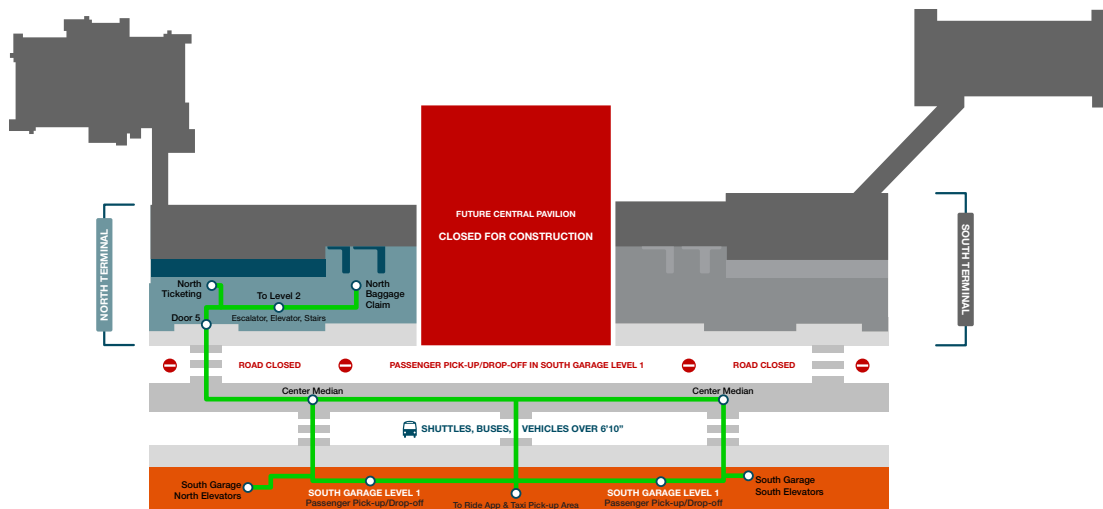 FUTURE CENTRAL PAVILION
CLOSED FOR CONSTRUCTION
NORTH TERMINAL
SOUTH TERMINAL
North
Ticketing
To Level 2
North
Baggage
Claim
Door 5
Escalator, Elevator, Stairs
ROAD CLOSED
PASSENGER PICK-UP/DROP-OFF IN SOUTH GARAGE LEVEL 1
ROAD CLOSED
Center Median
Center Median
SHUTTLES, BUSES, VEHICLES OVER 6'10"
South Garage
North Elevators
SOUTH GARAGE LEVEL 1
Passenger Pick-up/Drop-off
To Ride App & Taxi Pick-up Area
SOUTH GARAGE LEVEL 1
Passenger Pick-up/Drop-off
South Garage
South Elevators